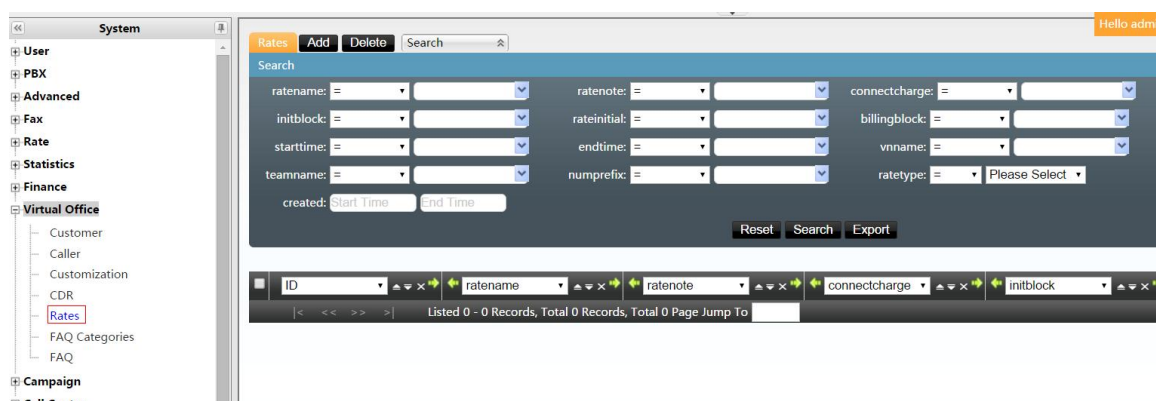 System
User
PBX
Advanced
Fax
Rate
Statistics
Finance
Virtual Office
Customer
Caller
Customization
CDR
Rates
FAQ Categories
FAQ
Campaign
Hello adm
Rates Add Delete Search
Search
ratename: = ratenote: = connectcharge: =
initblock: = rateinitial: = billingblock: =
starttime: = endtime: = vnname: =
teamname: = numprefix: = ratetype: = Please Select
created: Start Time End Time
Reset Search Export
ID ratename ratenote connectcharge initblock
|< << >> >| Listed 0 - 0 Records, Total 0 Records, Total 0 Page Jump To